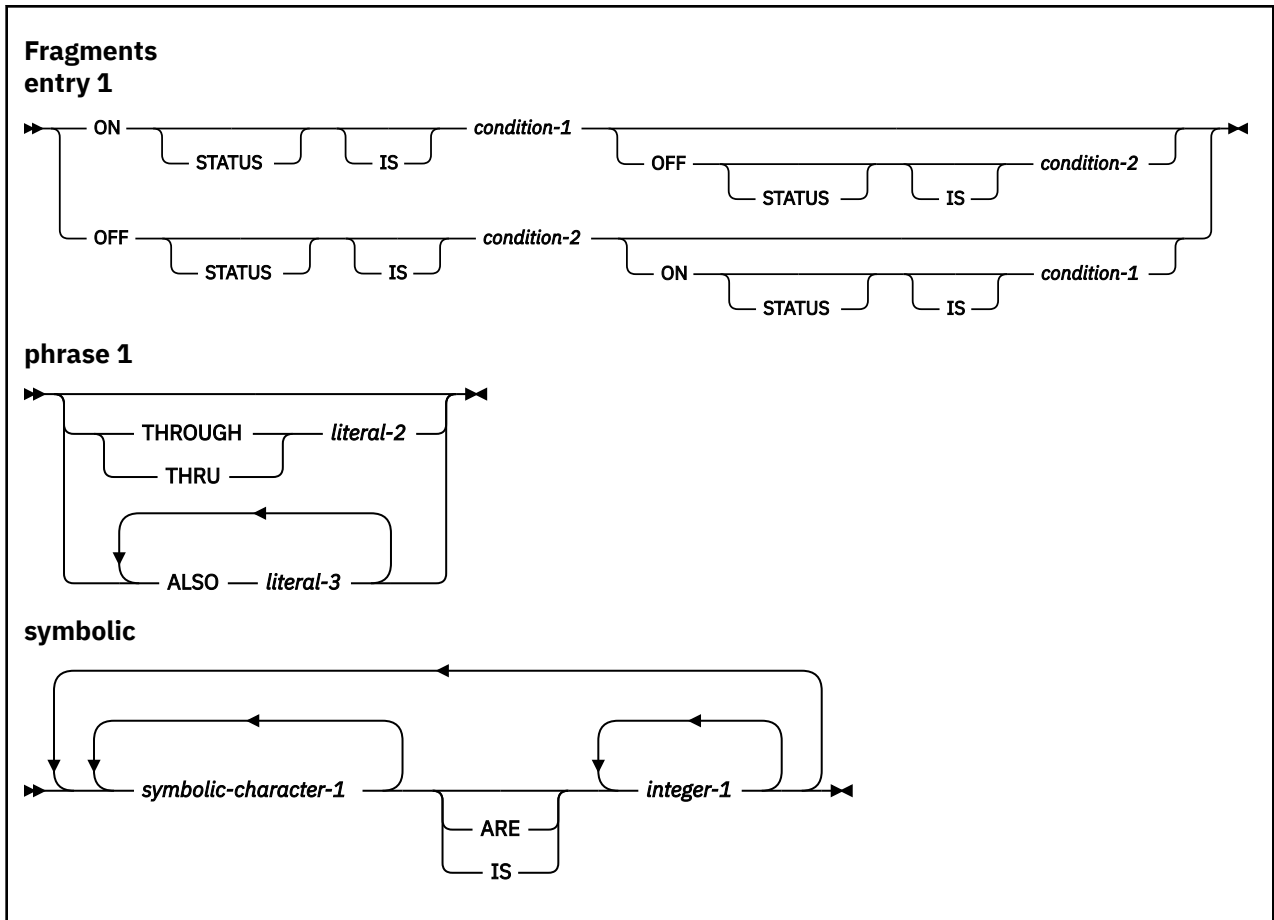 Fragments
entry 1
ON condition-1
STATUS IS OFF condition-2
STATUS IS
OFF condition-2
STATUS IS ON condition-1
STATUS IS
phrase 1
THROUGH literal-2
THRU
ALSO literal-3
symbolic
symbolic-character-1 integer-1
ARE
IS